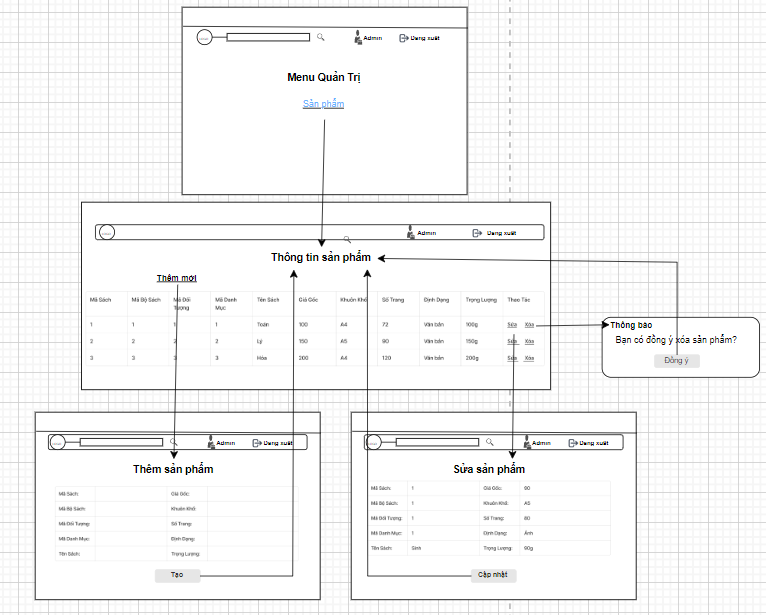 Admin Đăng xuất
Menu Quản Trị
Sản phẩm
Admin Đăng xuất
Thông tin sản phẩm
Thêm mới
Mã Sách Mã Bộ Sách Mã Đối Tượng Mã Danh Mục Tên Sách Giá Gốc Khuôn Khổ Số Trang Định Dạng Trọng Lượng Thao Tác
1 1 1 1 Toán 100 A4 72 Văn bản 100g Sửa Xóa
2 2 2 2 Lý 150 A5 90 Văn bản 150g Sửa Xóa
3 3 3 3 Hóa 200 A4 120 Văn bản 200g Sửa Xóa
Thông báo
Bạn có đồng ý xóa sản phẩm?
Đồng ý
Admin Đăng xuất
Thêm sản phẩm
Mã Sách: Giá Gốc:
Mã Bộ Sách: Khuôn Khổ:
Mã Đối Tượng: Số Trang:
Mã Danh Mục: Định Dạng:
Tên Sách: Trọng Lượng:
Tạo
Admin Đăng xuất
Sửa sản phẩm
Mã Sách: 1 Giá Gốc: 90
Mã Bộ Sách: 1 Khuôn Khổ: A5
Mã Đối Tượng: 1 Số Trang: 80
Mã Danh Mục: 1 Định Dạng: Ảnh
Tên Sách: Sinh Trọng Lượng: 90g
Cập nhật